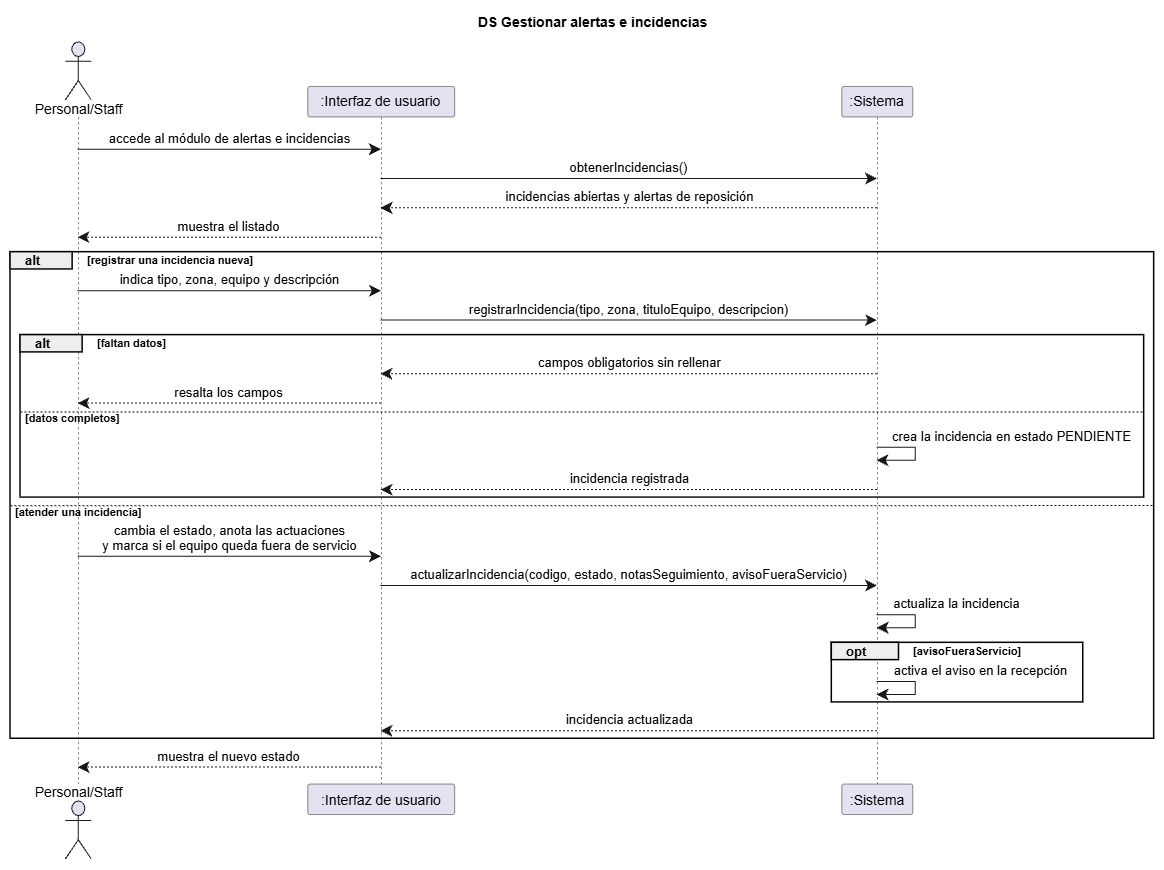 DS Gestionar alertas e incidencias
Personal/Staff
:Interfaz de usuario
:Sistema
accede al módulo de alertas e incidencias
obtenerIncidencias()
incidencias abiertas y alertas de reposición
muestra el listado
alt
[registrar una incidencia nueva]
indica tipo, zona, equipo y descripción
registrarIncidencia(tipo, zona, tituloEquipo, descripcion)
alt
[faltan datos]
campos obligatorios sin rellenar
resalta los campos
[datos completos]
crea la incidencia en estado PENDIENTE
incidencia registrada
[atender una incidencia]
cambia el estado, anota las actuaciones
y marca si el equipo queda fuera de servicio
actualizarIncidencia(codigo, estado, notasSeguimiento, avisoFueraServicio)
actualiza la incidencia
opt
[avisoFueraServicio]
activa el aviso en la recepción
incidencia actualizada
muestra el nuevo estado
Personal/Staff
:Interfaz de usuario
:Sistema